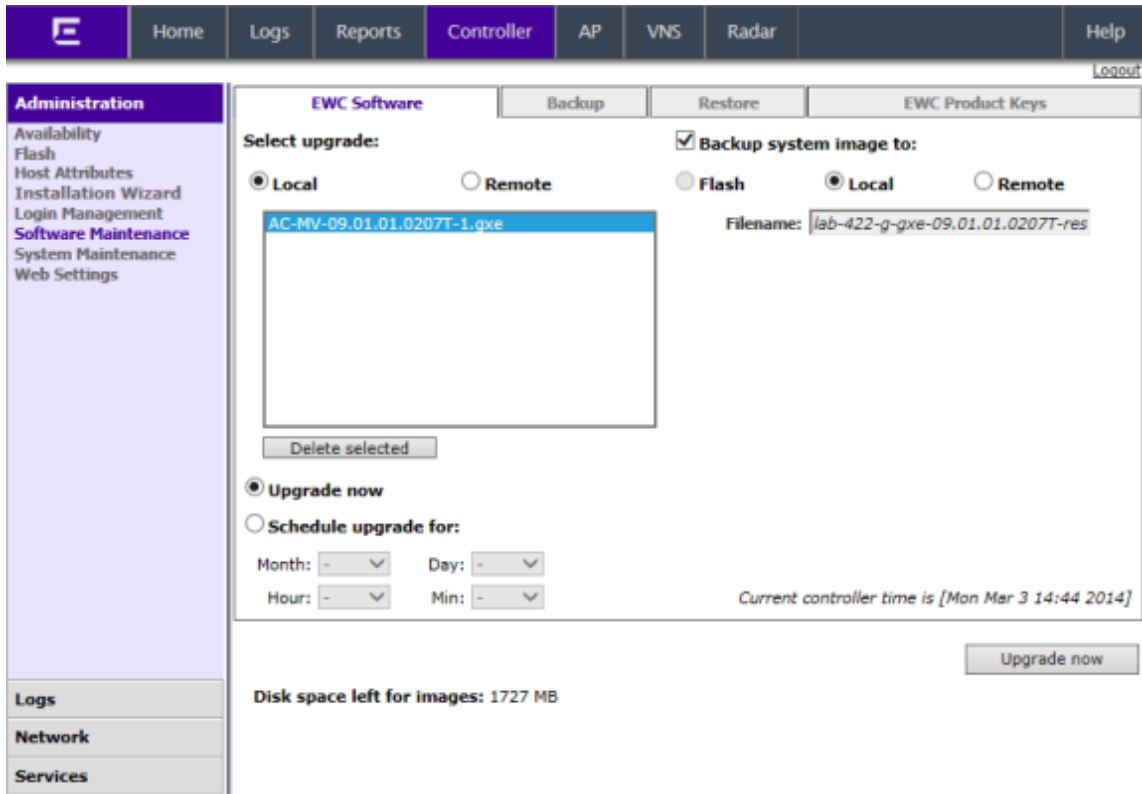 Home Logs Reports Controller AP VNS Radar Help
Logout
Administration
Availability
Flash
Host Attributes
Installation Wizard
Login Management
Software Maintenance
System Maintenance
Web Settings
Logs
Network
Services
EWC Software Backup Restore EWC Product Keys
Select upgrade:
Local Remote
AC-MV-09.01.01.0207T-1.gxe
Delete selected
Backup system image to:
Flash Local Remote
Filename: lab-422-g-gxe-09.01.01.0207T-res
Upgrade now
Schedule upgrade for:
Month: - Day: -
Hour: - Min: -
Current controller time is [Mon Mar 3 14:44 2014]
Upgrade now
Disk space left for images: 1727 MB